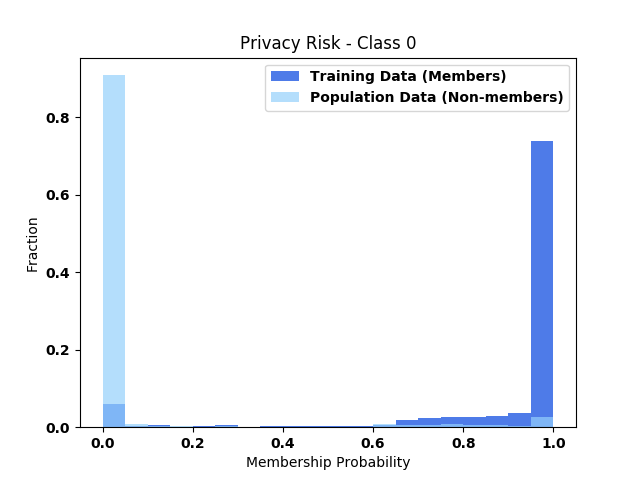 Privacy Risk - Class 0
Training Data (Members)
Population Data (Non-members)
Fraction
0.8
0.6
0.4
0.2
0.0
0.0 0.2 0.4 0.6 0.8 1.0
Membership Probability